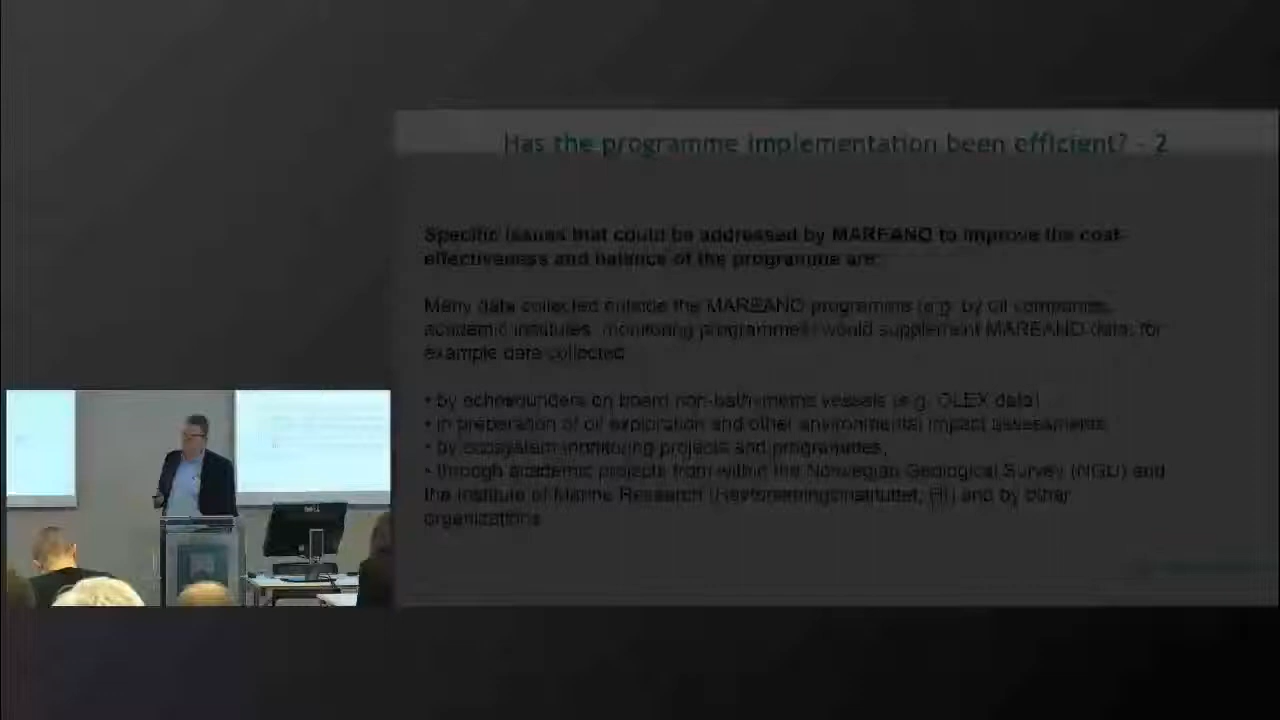 Has the programme implementation been efficient? - 2
Specific issues that could be addressed by MAREANO to improve the cost-
effectiveness and balance of the programme are:
Many data collected outside the MAREANO programme (e.g. by oil companies,
academic institutes, monitoring programmes) would supplement MAREANO data, for
example data collected:
• by echosounders on board non-bathymetric vessels (e.g. OLEX data)
• in preparation of oil exploration and other environmental impact assessments,
• by ecosystem monitoring projects and programmes,
• through academic projects from within the Norwegian Geological Survey (NGU) and
the Institute of Marine Research (Havforskningsinstituttet, HI) and by other
organizations